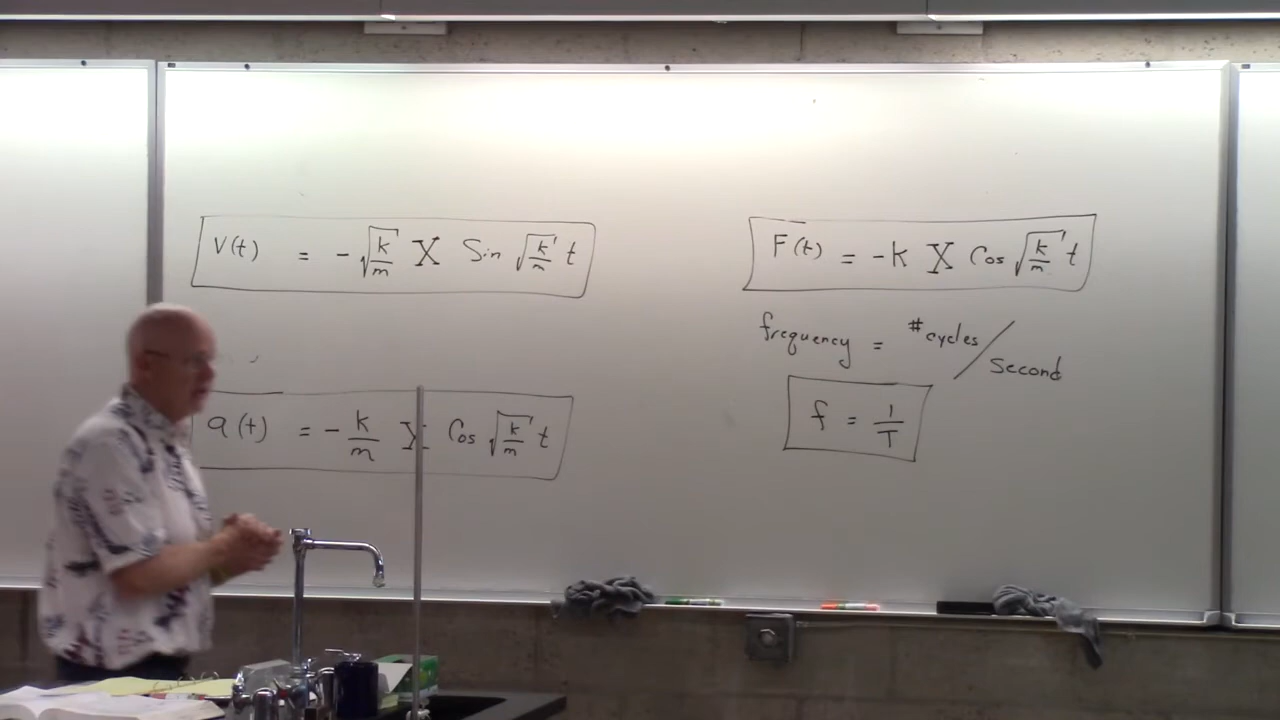 V(t) = -√(k/m) X Sin √(k/m) t
a(t) = - k/m X Cos √(k/m) t
F(t) = -k X Cos √(k/m) t
frequency = # cycles / Second
f = 1/T